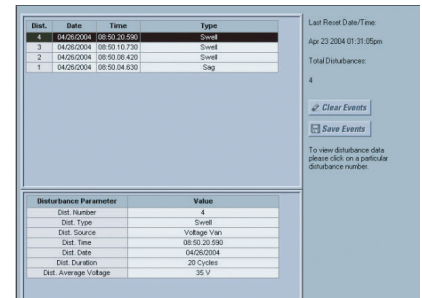 Dist. Date Time Type
4 04/26/2004 08:50:20.590 Swell
3 04/26/2004 08:50:10.730 Swell
2 04/26/2004 08:50:08.420 Swell
1 04/26/2004 08:50:04.630 Sag
Last Reset Date/Time:
Apr 23 2004 01:31:05pm
Total Disturbances:
4
Clear Events
Save Events
To view disturbance data
please click on a particular
disturbance number.
Disturbance Parameter Value
Dist. Number 4
Dist. Type Swell
Dist. Source Voltage Van
Dist. Time 08:50:20.590
Dist. Date 04/26/2004
Dist. Duration 20 Cycles
Dist. Average Voltage 35 V